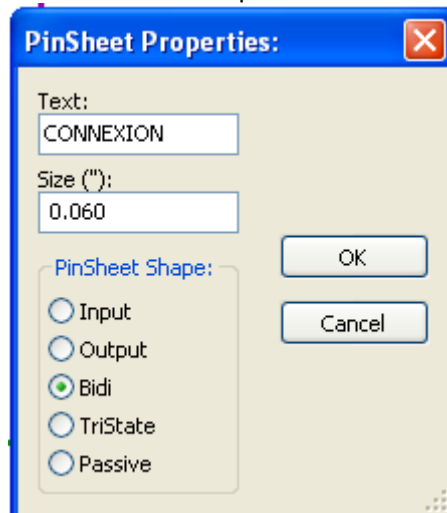 PinSheet Properties:
Text:
CONNEXION
Size ("):
0.060
PinSheet Shape:
Input
Output
Bidi
TriState
Passive
OK
Cancel